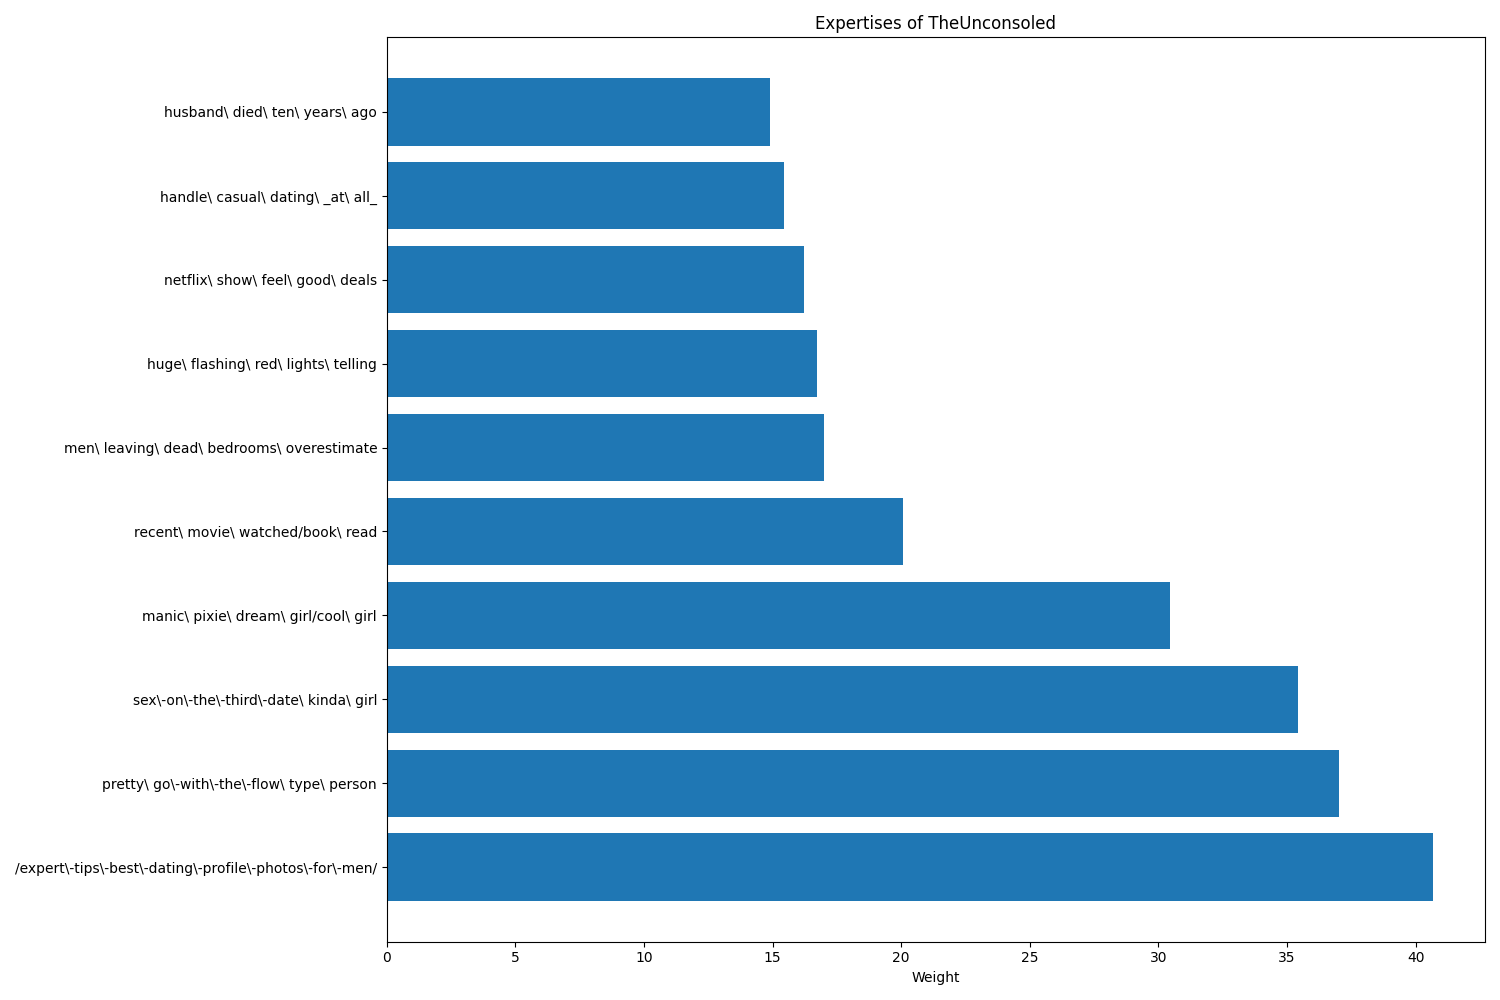 Expertises of TheUnconsoled
husband\ died\ ten\ years\ ago
handle\ casual\ dating\ _at\ all_
netflix\ show\ feel\ good\ deals
huge\ flashing\ red\ lights\ telling
men\ leaving\ dead\ bedrooms\ overestimate
recent\ movie\ watched/book\ read
manic\ pixie\ dream\ girl/cool\ girl
sex\-on\-the\-third\-date\ kinda\ girl
pretty\ go\-with\-the\-flow\ type\ person
/expert\-tips\-best\-dating\-profile\-photos\-for\-men/
0 5 10 15 20 25 30 35 40
Weight